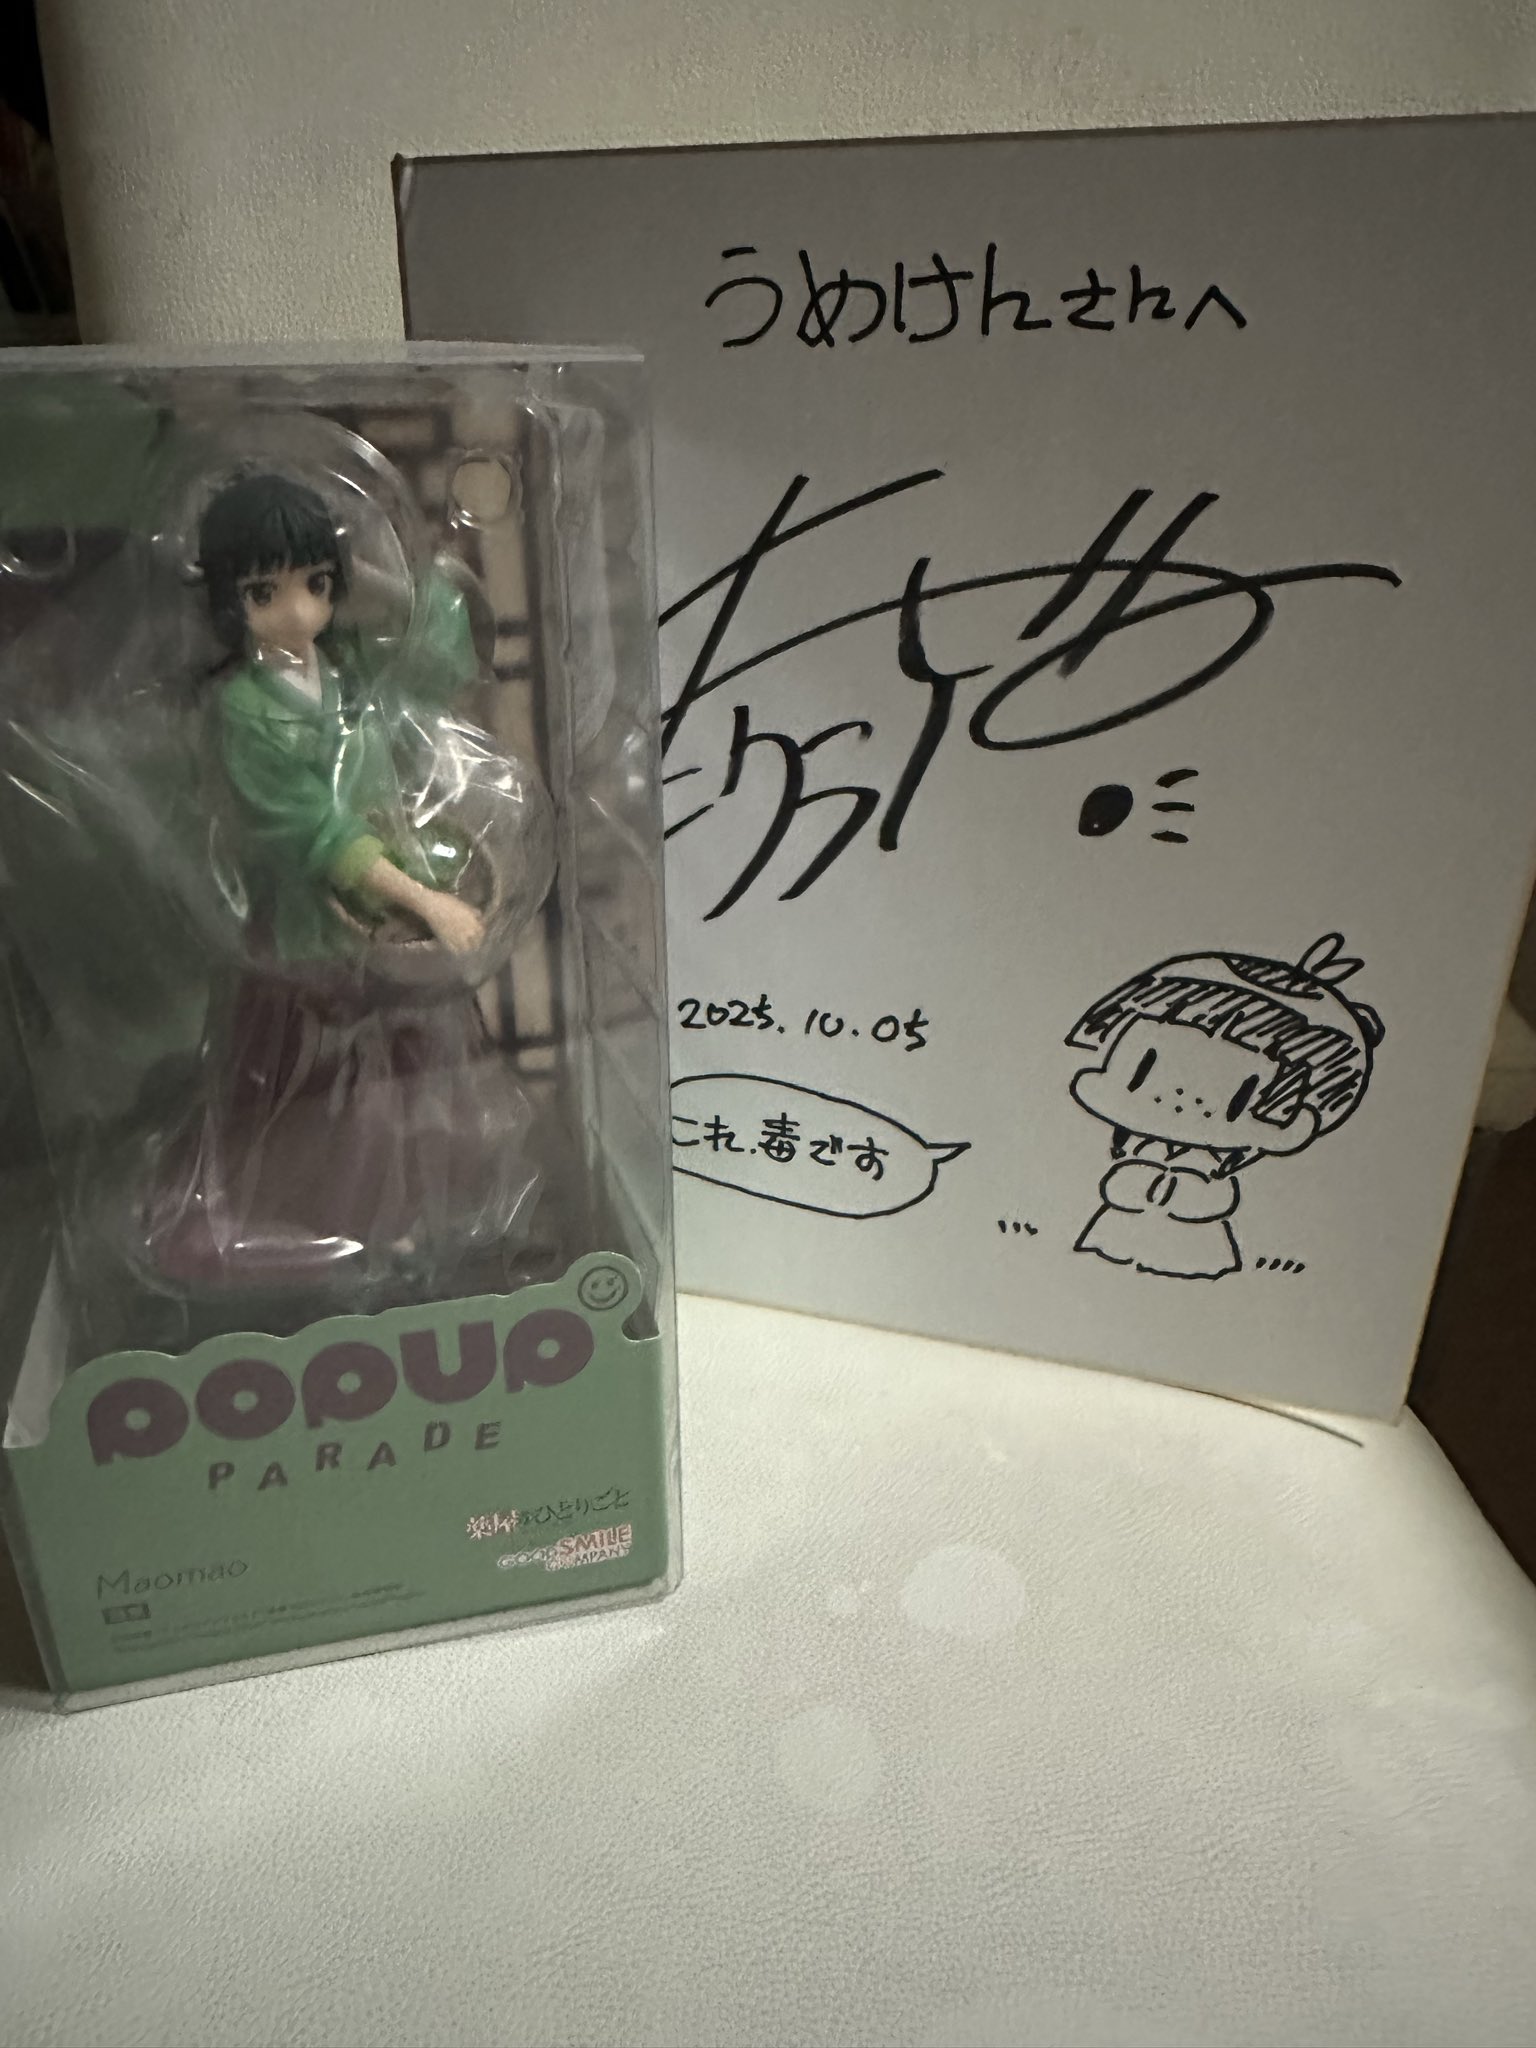 うめけんさんへ
2025.10.05
これ、毒です
POPUP
PARADE
薬屋のひとりごと
GOOD SMILE
COMPANY
Maomao